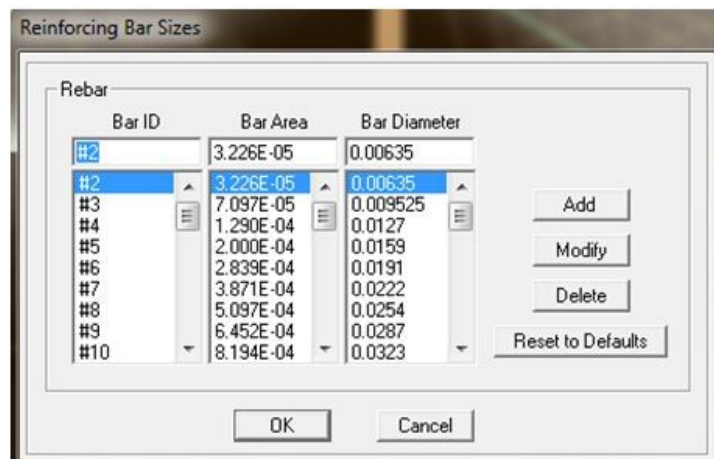 Reinforcing Bar Sizes
Rebar
Bar ID Bar Area Bar Diameter
#2 3.226E-05 0.00635
#2 3.226E-05 0.00635
#3 7.097E-05 0.009525
#4 1.290E-04 0.0127
#5 2.000E-04 0.0159
#6 2.839E-04 0.0191
#7 3.871E-04 0.0222
#8 5.097E-04 0.0254
#9 6.452E-04 0.0287
#10 8.194E-04 0.0323
Add
Modify
Delete
Reset to Defaults
OK Cancel